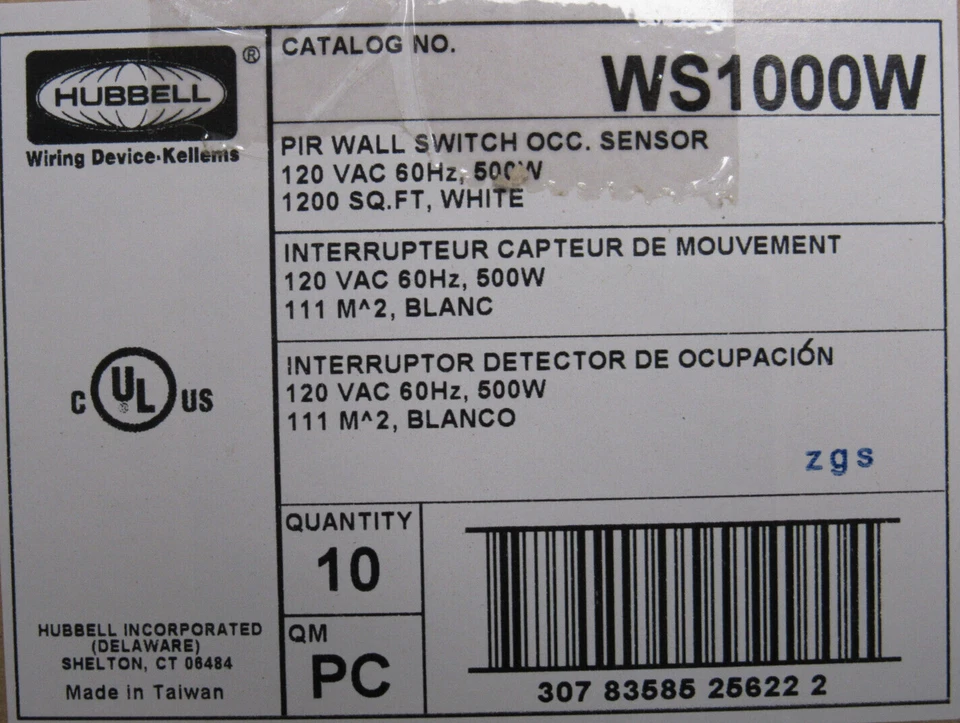 HUBBELL®
Wiring Device-Kellems
CATALOG NO.
WS1000W
PIR WALL SWITCH OCC. SENSOR
120 VAC 60Hz, 500W
1200 SQ.FT, WHITE
INTERRUPTEUR CAPTEUR DE MOUVEMENT
120 VAC 60Hz, 500W
111 M^2, BLANC
INTERRUPTOR DETECTOR DE OCUPACIÓN
120 VAC 60Hz, 500W
111 M^2, BLANCO
C UL US
zgs
QUANTITY
10
QM
PC
HUBBELL INCORPORATED
(DELAWARE)
SHELTON, CT 06484
Made in Taiwan
307 83585 25622 2